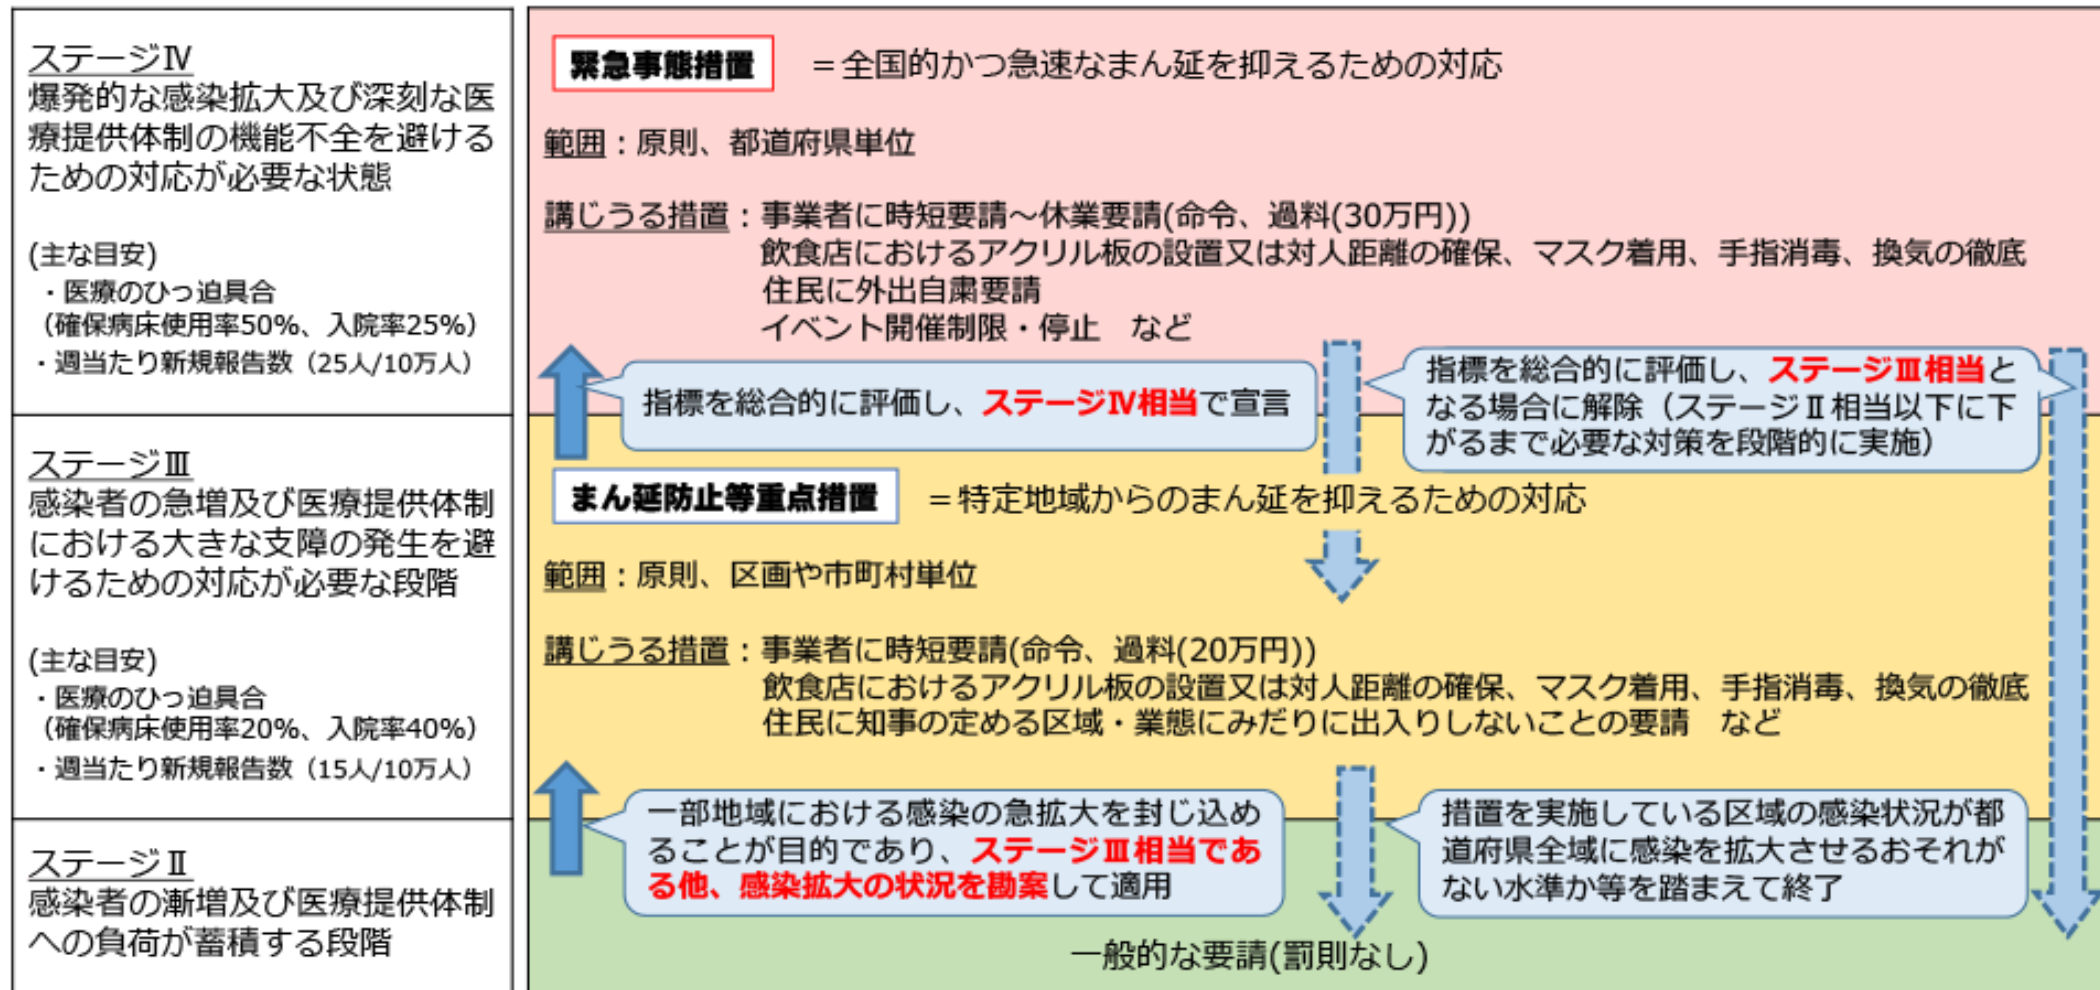 ステージⅣ
爆発的な感染拡大及び深刻な医
療提供体制の機能不全を避ける
ための対応が必要な状態
(主な目安)
・医療のひっ迫具合
（確保病床使用率50%、入院率25%）
・週当たり新規報告数（25人/10万人）
緊急事態措置 ＝全国的かつ急速なまん延を抑えるための対応
範囲：原則、都道府県単位
講じうる措置：事業者に時短要請～休業要請(命令、過料(30万円))
飲食店におけるアクリル板の設置又は対人距離の確保、マスク着用、手指消毒、換気の徹底
住民に外出自粛要請
イベント開催制限・停止　など
指標を総合的に評価し、ステージⅣ相当で宣言
指標を総合的に評価し、ステージⅢ相当と
なる場合に解除（ステージⅡ相当以下に下
がるまで必要な対策を段階的に実施）
ステージⅢ
感染者の急増及び医療提供体制
における大きな支障の発生を避
けるための対応が必要な段階
(主な目安)
・医療のひっ迫具合
（確保病床使用率20%、入院率40%）
・週当たり新規報告数（15人/10万人）
まん延防止等重点措置 ＝特定地域からのまん延を抑えるための対応
範囲：原則、区画や市町村単位
講じうる措置：事業者に時短要請(命令、過料(20万円))
飲食店におけるアクリル板の設置又は対人距離の確保、マスク着用、手指消毒、換気の徹底
住民に知事の定める区域・業態にみだりに出入りしないことの要請　など
一部地域における感染の急拡大を封じ込め
ることが目的であり、ステージⅢ相当であ
る他、感染拡大の状況を勘案して適用
措置を実施している区域の感染状況が都
道府県全域に感染を拡大させるおそれが
ない水準か等を踏まえて終了
ステージⅡ
感染者の漸増及び医療提供体制
への負荷が蓄積する段階
一般的な要請(罰則なし)